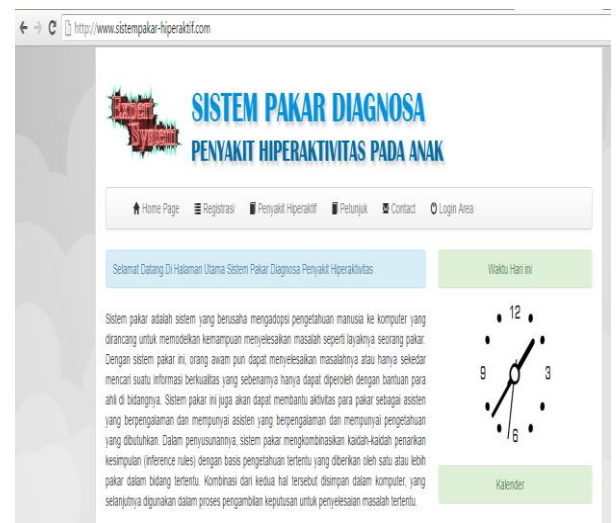 http://www.sistempakar-hiperaktif.com
Expert
System
SISTEM PAKAR DIAGNOSA
PENYAKIT HIPERAKTIVITAS PADA ANAK
Home Page Registrasi Penyakit Hiperaktif Petunjuk Contact Login Area
Selamat Datang Di Halaman Utama Sistem Pakar Diagnosa Penyakit Hiperaktivitas
Waktu Hari ini
Sistem pakar adalah sistem yang berusaha mengadopsi pengetahuan manusia ke komputer yang
dirancang untuk memodelkan kemampuan menyelesaikan masalah seperti layaknya seorang pakar.
Dengan sistem pakar ini, orang awam pun dapat menyelesaikan masalahnya atau hanya sekedar
mencari suatu informasi berkualitas yang sebenarnya hanya dapat diperoleh dengan bantuan para
ahli di bidangnya. Sistem pakar ini juga akan dapat membantu aktivitas para pakar sebagai asisten
yang berpengalaman dan mempunyai asisten yang berpengalaman dan mempunyai pengetahuan
yang dibutuhkan. Dalam penyusunannya, sistem pakar mengkombinasikan kaidah-kaidah penarikan
kesimpulan (inference rules) dengan basis pengetahuan tertentu yang diberikan oleh satu atau lebih
pakar dalam bidang tertentu. Kombinasi dari kedua hal tersebut disimpan dalam komputer, yang
selanjutnya digunakan dalam proses pengambilan keputusan untuk penyelesaian masalah tertentu.
12
9 3
6
Kalender